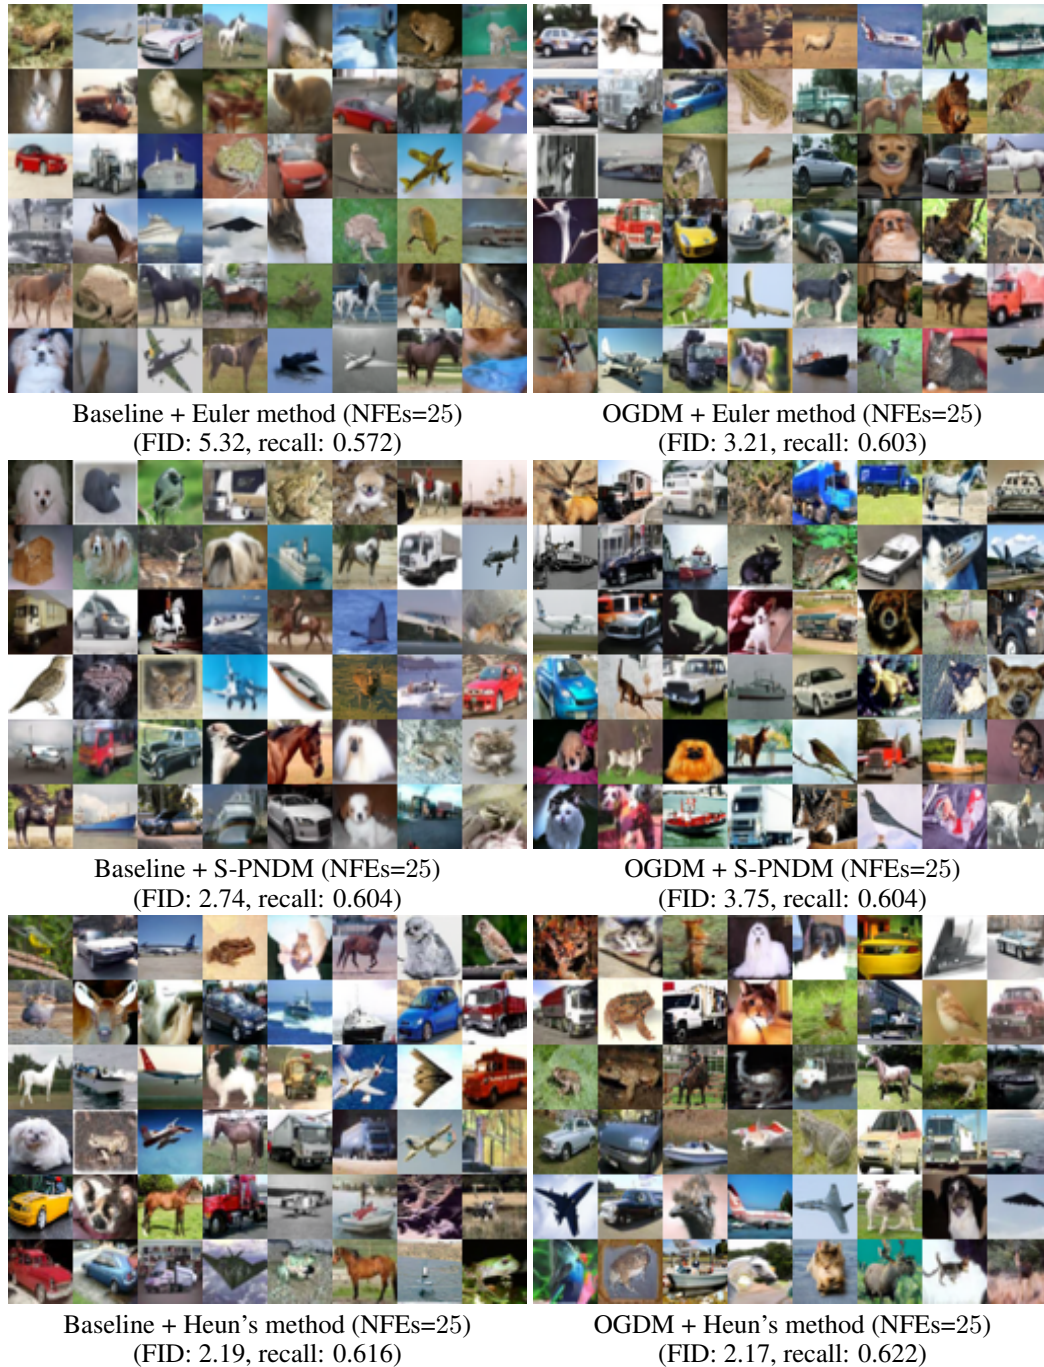 Baseline + Euler method (NFEs=25)
(FID: 5.32, recall: 0.572)
OGDM + Euler method (NFEs=25)
(FID: 3.21, recall: 0.603)
Baseline + S-PNDM (NFEs=25)
(FID: 2.74, recall: 0.604)
OGDM + S-PNDM (NFEs=25)
(FID: 3.75, recall: 0.604)
Baseline + Heun's method (NFEs=25)
(FID: 2.19, recall: 0.616)
OGDM + Heun's method (NFEs=25)
(FID: 2.17, recall: 0.622)